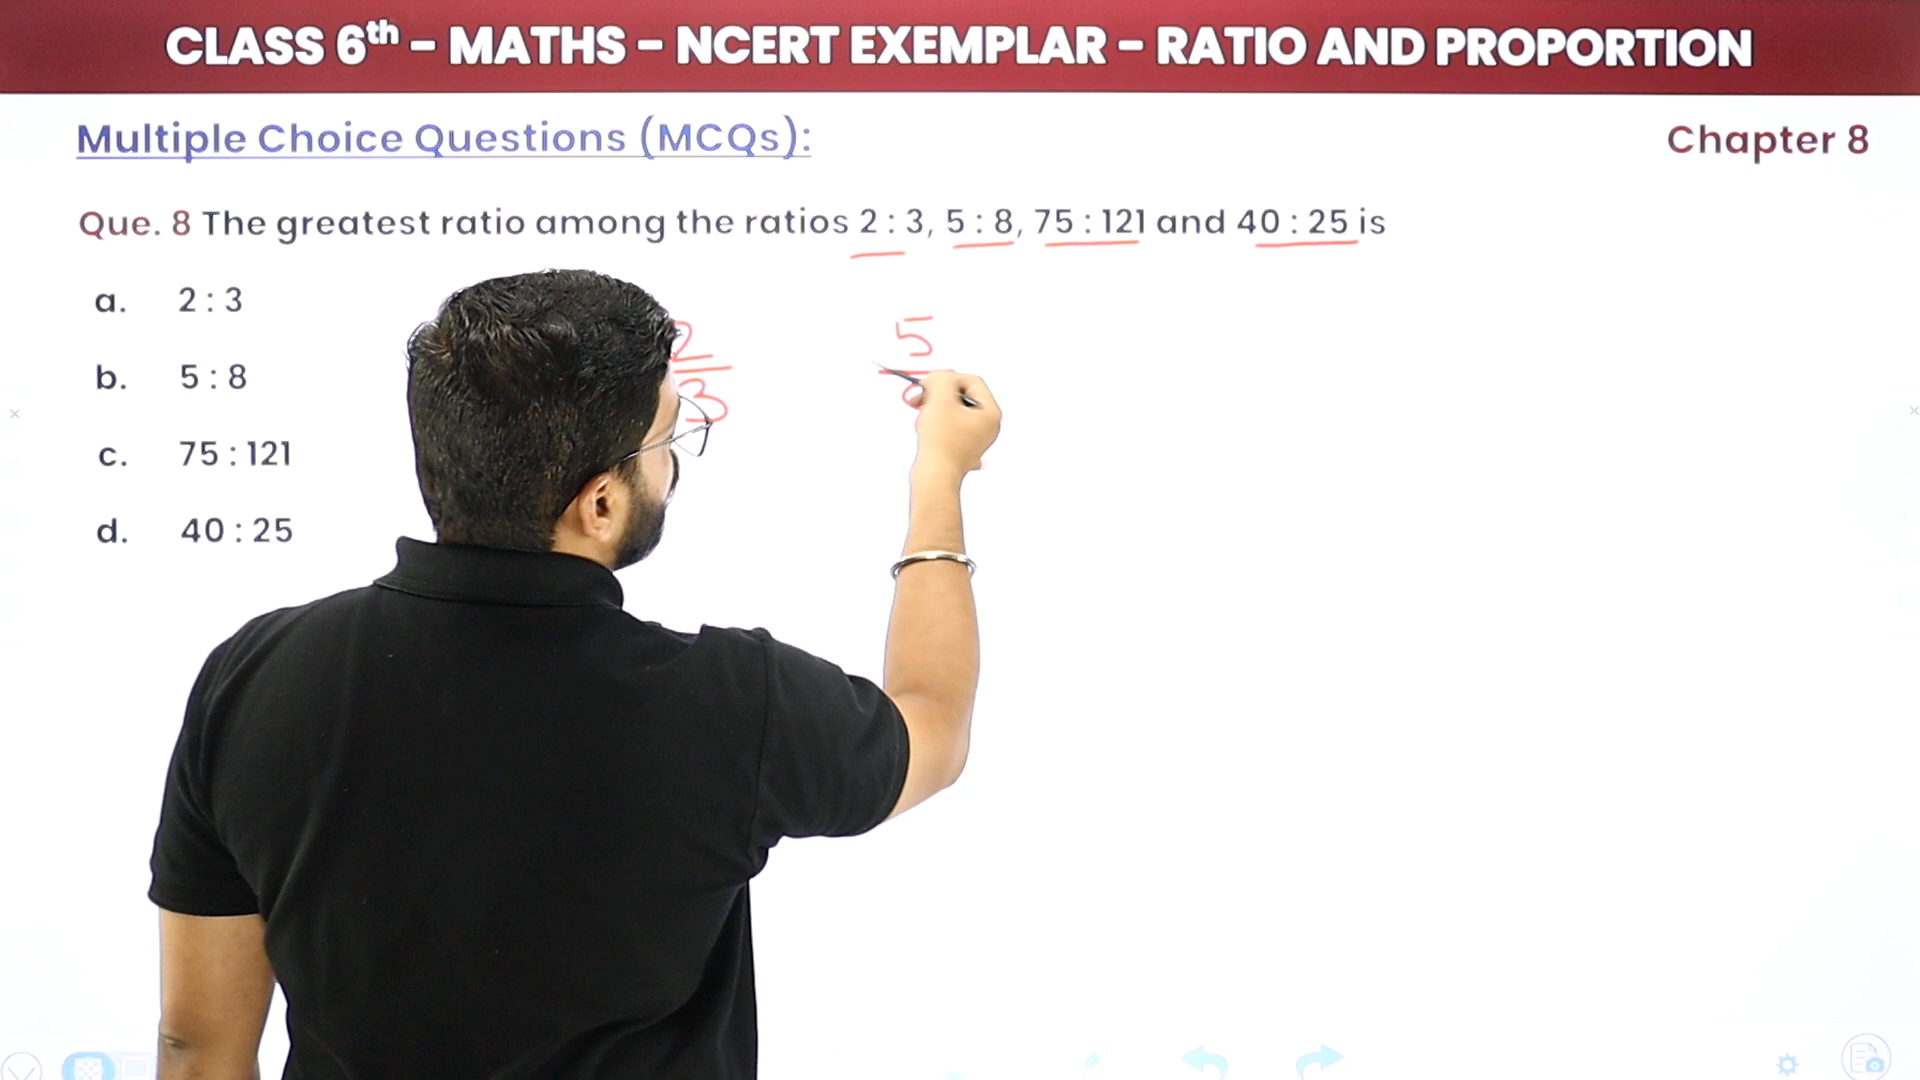 CLASS 6th – MATHS – NCERT EXEMPLAR – RATIO AND PROPORTION
Multiple Choice Questions (MCQs):
Chapter 8
Que. 8 The greatest ratio among the ratios 2 : 3, 5 : 8, 75 : 121 and 40 : 25 is
a. 2 : 3
b. 5 : 8
c. 75 : 121
d. 40 : 25
2 5
3